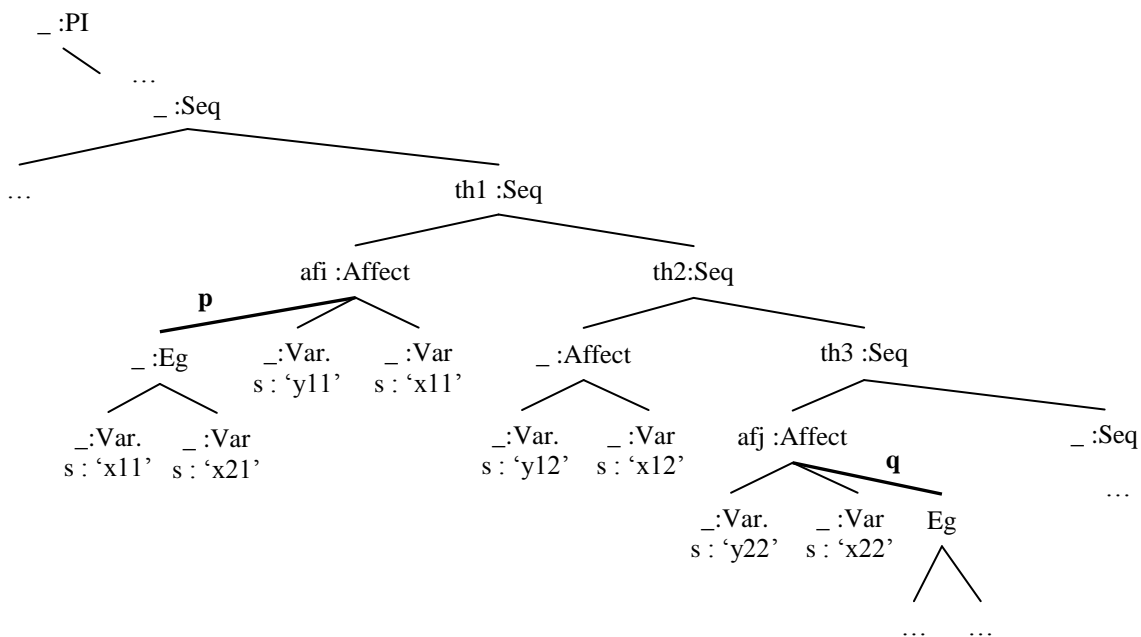 _ :PI
…
_ :Seq
…
th1 :Seq
afi :Affect
th2:Seq
p
_ :Eg
_:Var.
s : ‘y11’
_ :Var
s : ‘x11’
_ :Affect
th3 :Seq
_:Var.
s : ‘x11’
_ :Var
s : ‘x21’
_:Var.
s : ‘y12’
_ :Var
s : ‘x12’
afj :Affect
_ :Seq
q
…
_:Var.
s : ‘y22’
_ :Var
s : ‘x22’
Eg
… …